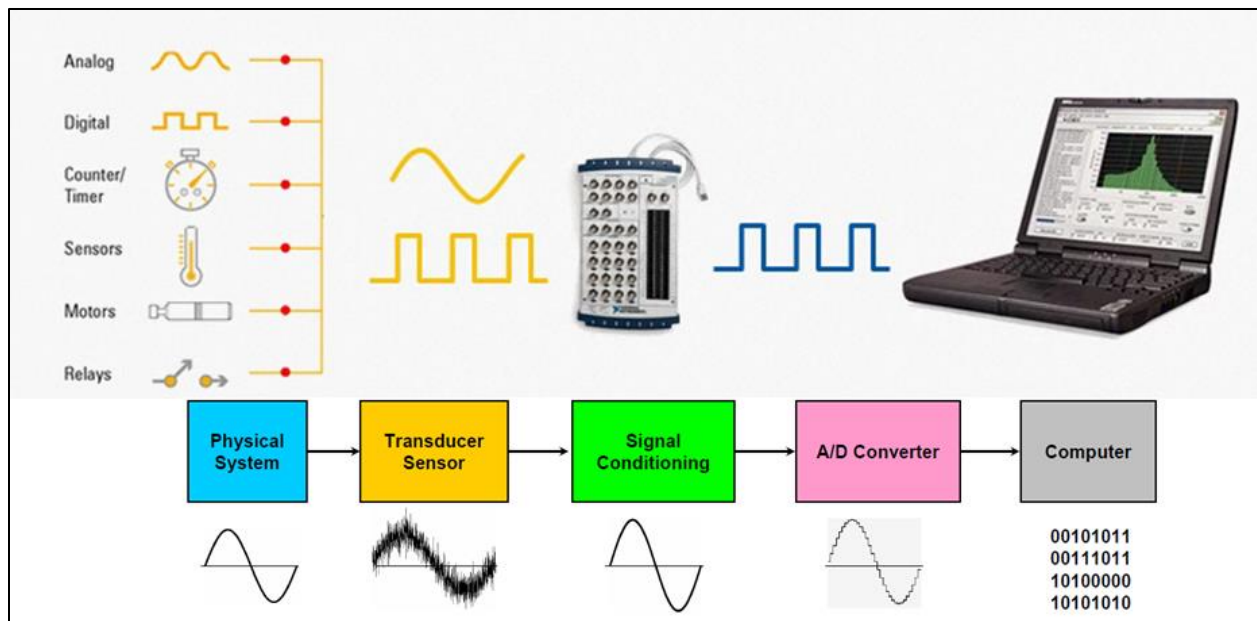 Analog
Digital
Counter/
Timer
Sensors
Motors
Relays
Physical
System
Transducer
Sensor
Signal
Conditioning
A/D Converter
Computer
00101011
00111011
10100000
10101010